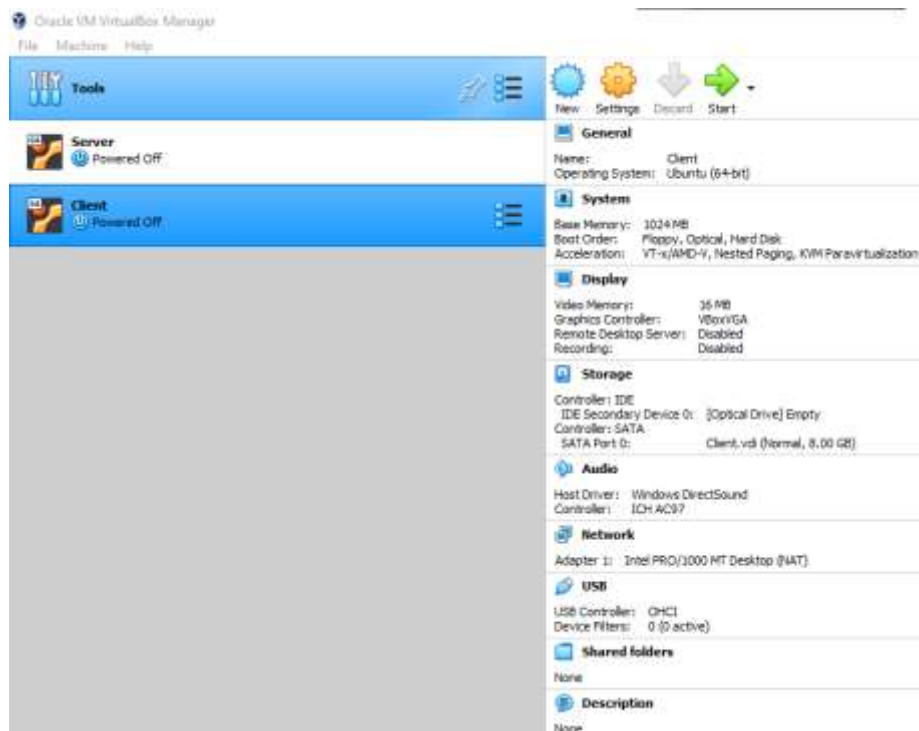 Oracle VM VirtualBox Manager
File Machine Help
Tools
Server
Powered Off
Client
Powered Off
New Settings Discard Start
General
Name: Client
Operating System: Ubuntu (64-bit)
System
Base Memory: 1024 MB
Boot Order: Floppy, Optical, Hard Disk
Acceleration: VT-x/AMD-V, Nested Paging, KVM Paravirtualization
Display
Video Memory: 16 MB
Graphics Controller: VBoxVGA
Remote Desktop Server: Disabled
Recording: Disabled
Storage
Controller: IDE
IDE Secondary Device 0: [Optical Drive] Empty
Controller: SATA
SATA Port 0: Client.vdi (Normal, 8.00 GB)
Audio
Host Driver: Windows DirectSound
Controller: ICH AC97
Network
Adapter 1: Intel PRO/1000 MT Desktop (NAT)
USB
USB Controller: OHCI
Device Filters: 0 (0 active)
Shared folders
None
Description
None